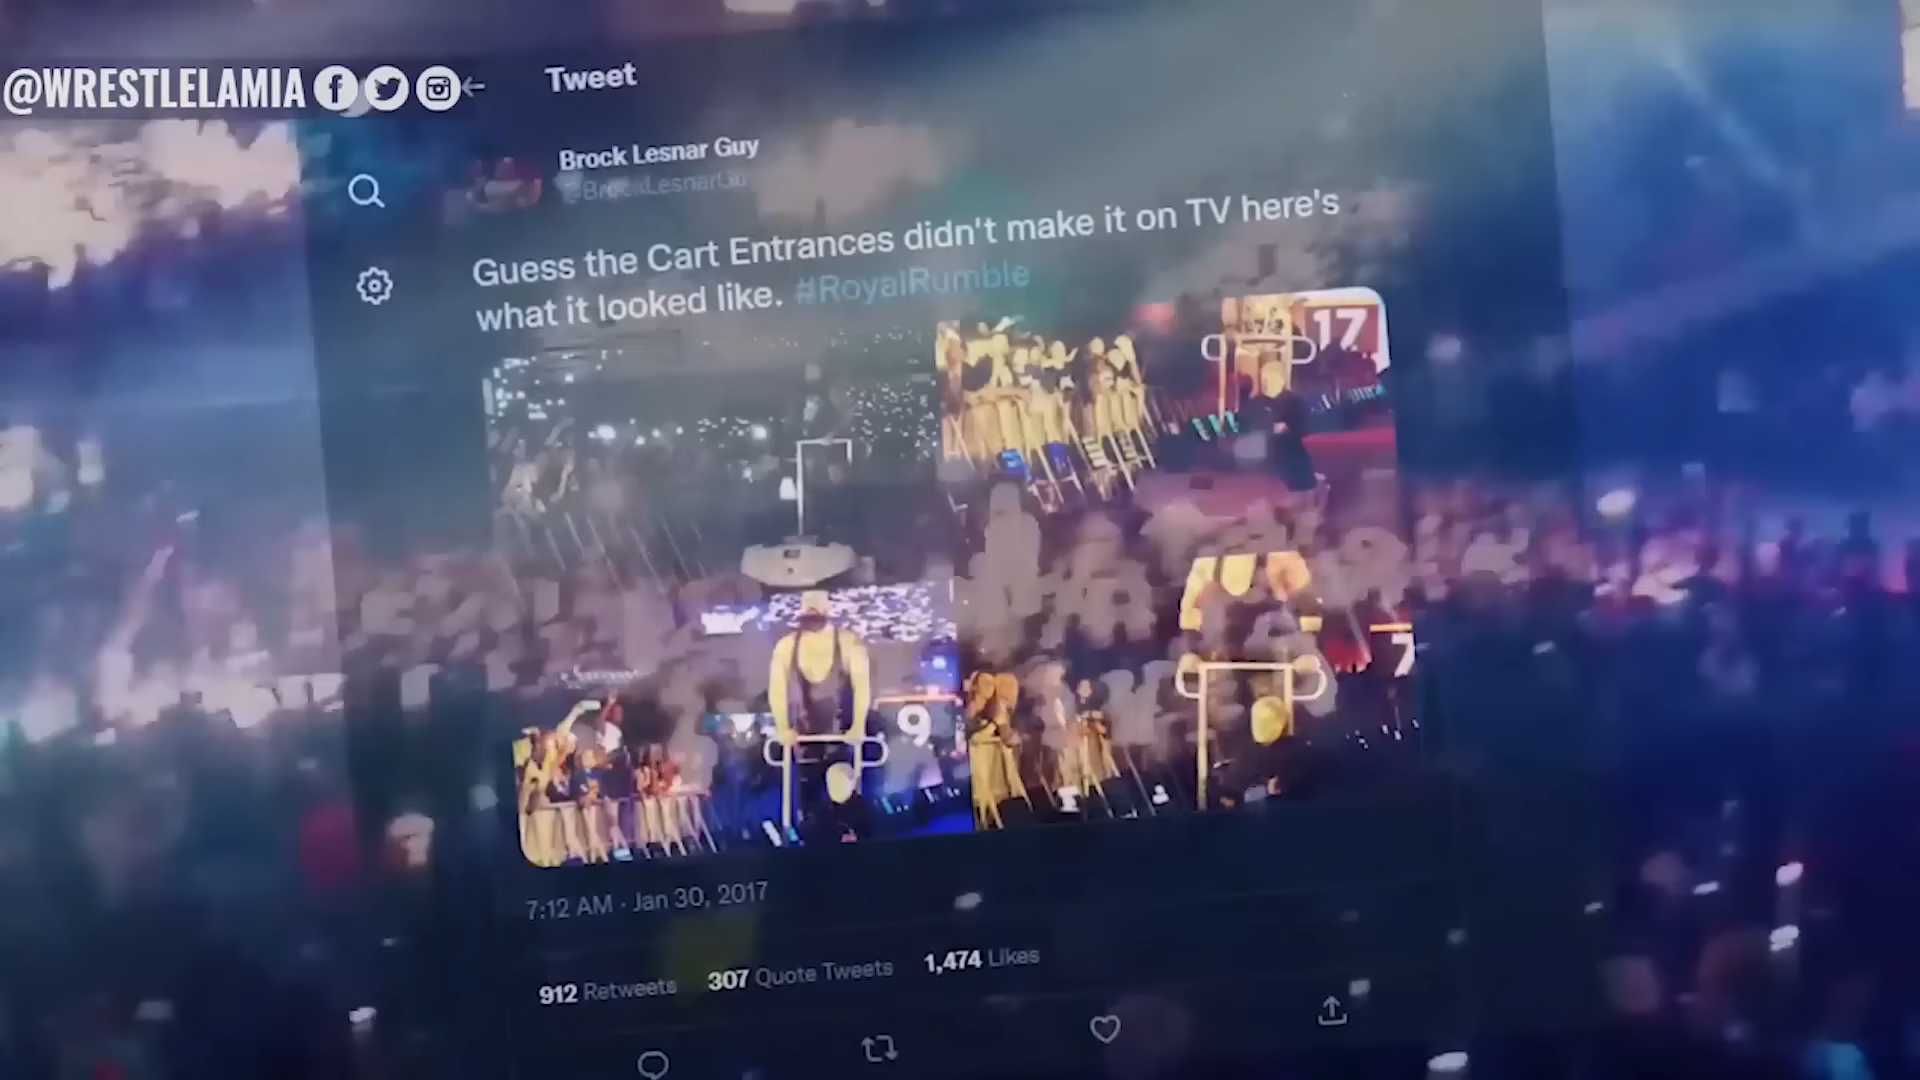 @WRESTLELAMIA
Tweet
Brock Lesnar Guy
@BrockLesnarGu
Guess the Cart Entrances didn't make it on TV here's
what it looked like. #RoyalRumble
17
9
7
7:12 AM · Jan 30, 2017
912 Retweets 307 Quote Tweets 1,474 Likes